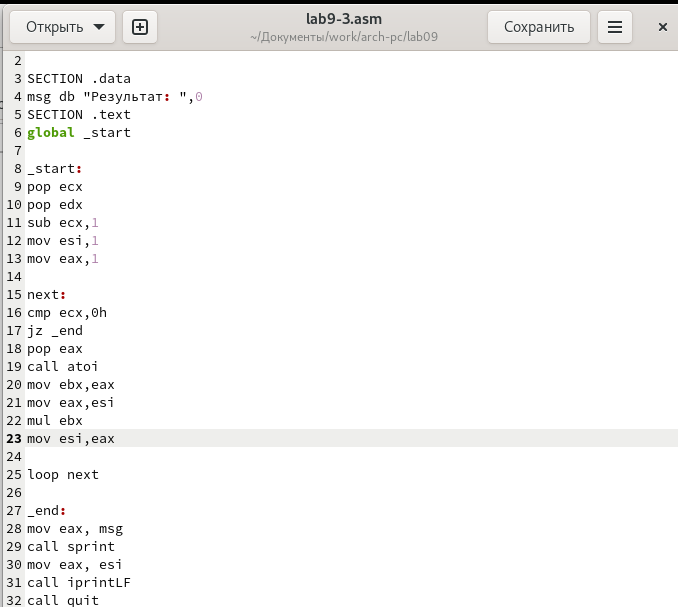 Открыть
lab9-3.asm
~/Документы/work/arch-pc/lab09
Сохранить
2
3 SECTION .data
4 msg db "Результат: ",0
5 SECTION .text
6 global _start
7
8 _start:
9 pop ecx
10 pop edx
11 sub ecx,1
12 mov esi,1
13 mov eax,1
14
15 next:
16 cmp ecx,0h
17 jz _end
18 pop eax
19 call atoi
20 mov ebx,eax
21 mov eax,esi
22 mul ebx
23 mov esi,eax
24
25 loop next
26
27 _end:
28 mov eax, msg
29 call sprint
30 mov eax, esi
31 call iprintLF
32 call quit